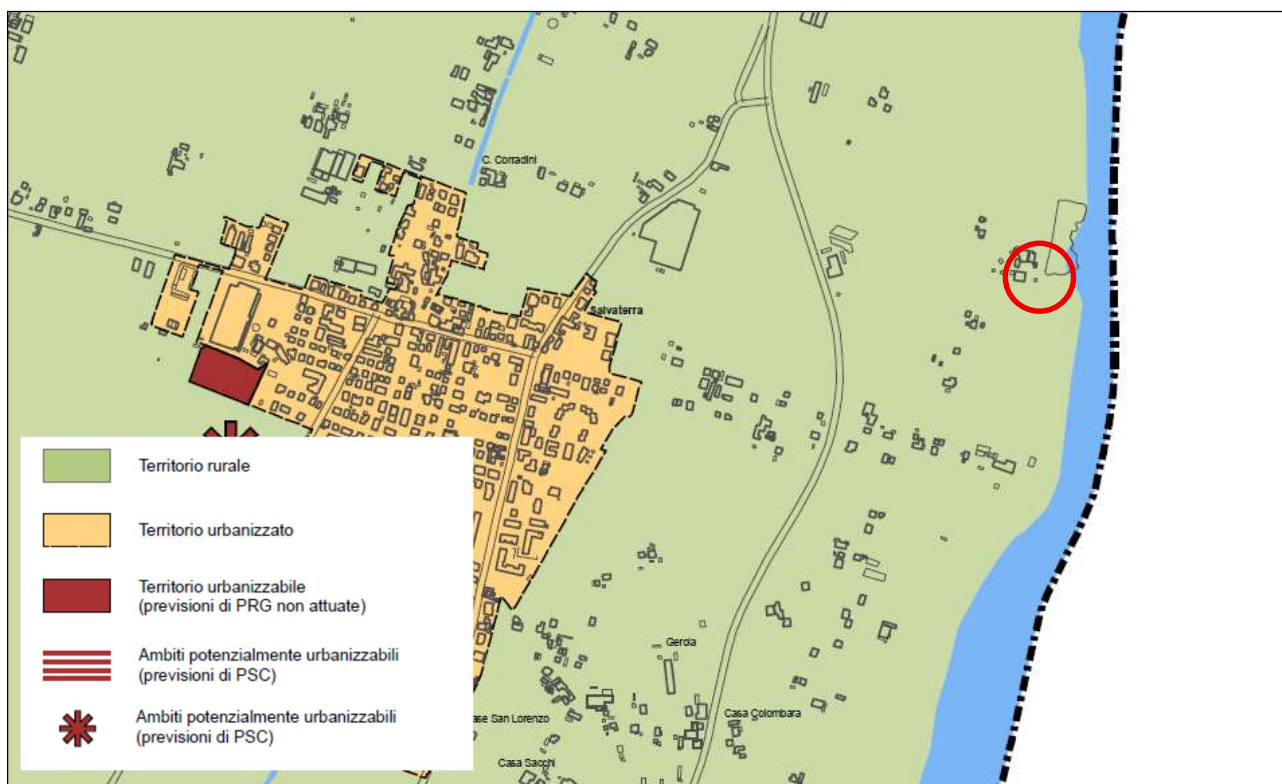 C. Corradini
Salvaterra
Territorio rurale
Territorio urbanizzato
Territorio urbanizzabile
(previsioni di PRG non attuate)
Ambiti potenzialmente urbanizzabili
(previsioni di PSC)
Ambiti potenzialmente urbanizzabili
(previsioni di PSC)
Gerola
ase San Lorenzo
Casa Colombara
Casa Sacchi